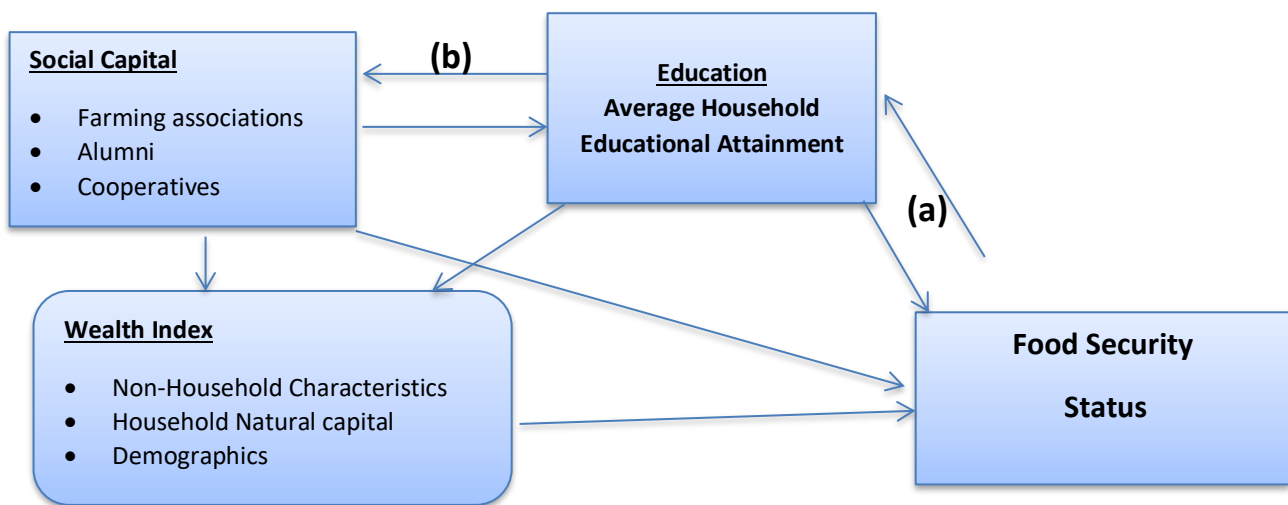 Social Capital
• Farming associations
• Alumni
• Cooperatives
(b)
Education
Average Household
Educational Attainment
(a)
Wealth Index
• Non-Household Characteristics
• Household Natural capital
• Demographics
Food Security
Status